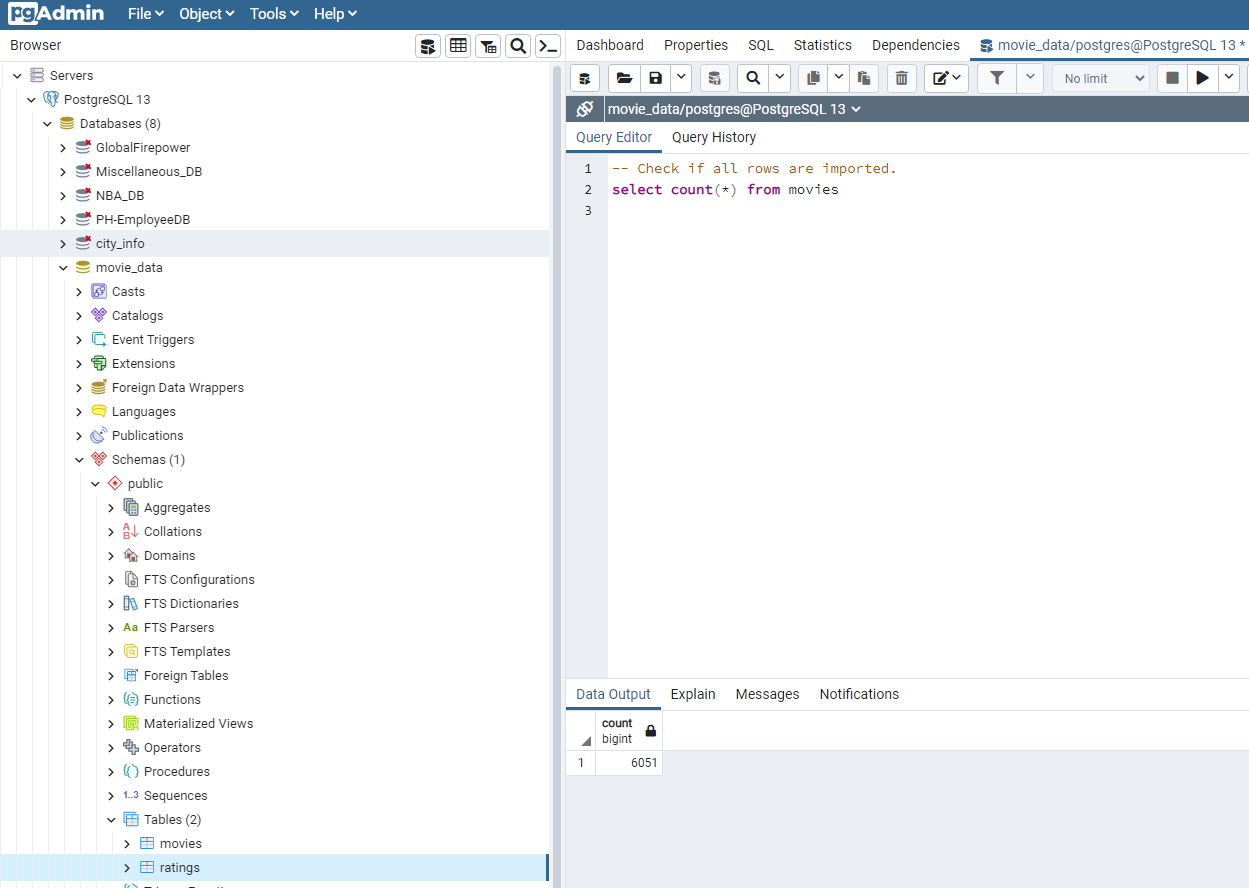 pgAdmin File Object Tools Help
Browser
Servers
PostgreSQL 13
Databases (8)
GlobalFirepower
Miscellaneous_DB
NBA_DB
PH-EmployeeDB
city_info
movie_data
Casts
Catalogs
Event Triggers
Extensions
Foreign Data Wrappers
Languages
Publications
Schemas (1)
public
Aggregates
Collations
Domains
FTS Configurations
FTS Dictionaries
Aa FTS Parsers
FTS Templates
Foreign Tables
Functions
Materialized Views
Operators
Procedures
1..3 Sequences
Tables (2)
movies
ratings
Dashboard Properties SQL Statistics Dependencies movie_data/postgres@PostgreSQL 13 *
No limit
movie_data/postgres@PostgreSQL 13
Query Editor Query History
1 -- Check if all rows are imported.
2 select count(*) from movies
3
Data Output Explain Messages Notifications
count
bigint
1 6051